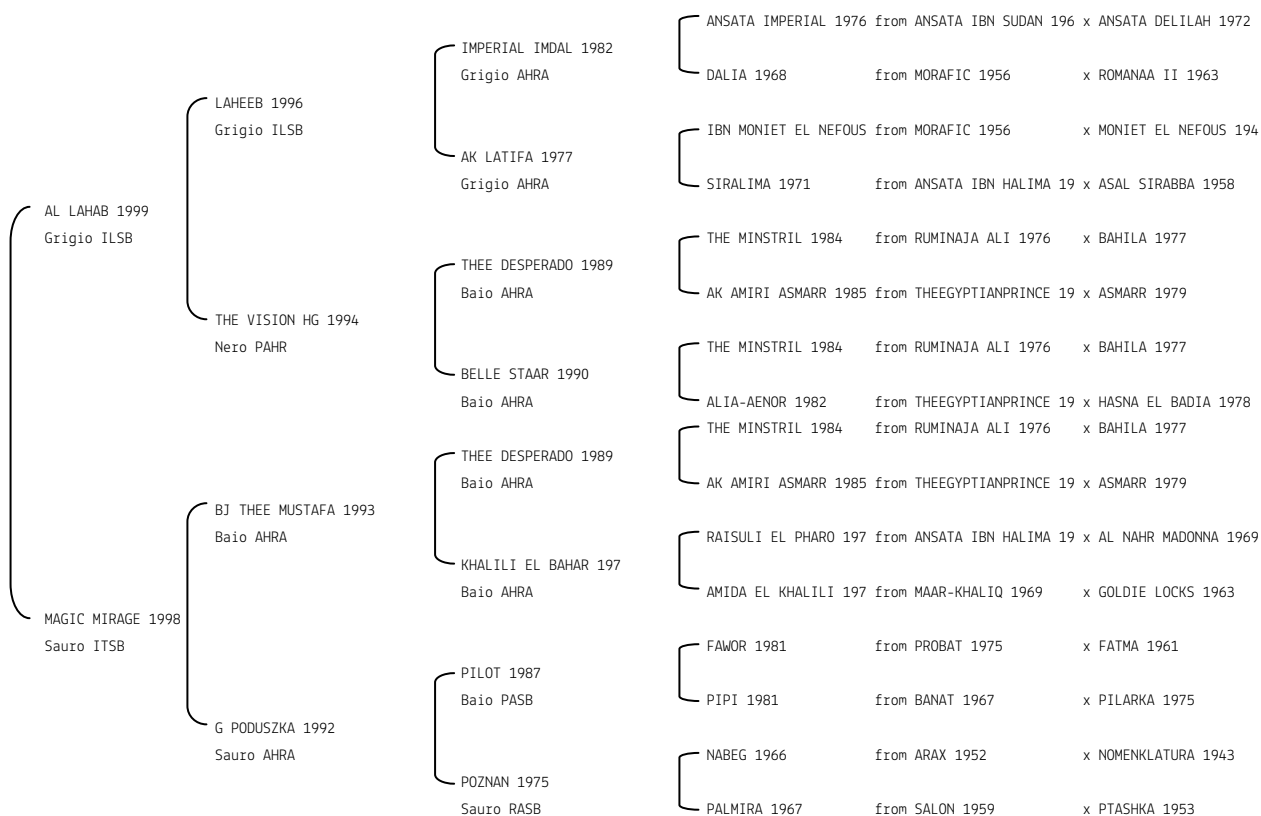 ANSATA IMPERIAL 1976 from ANSATA IBN SUDAN 196 x ANSATA DELILAH 1972
IMPERIAL IMDAL 1982
Grigio AHRA
DALIA 1968 from MORAFIC 1956 x ROMANAA II 1963
LAHEEB 1996
Grigio ILSB
IBN MONIET EL NEFOUS from MORAFIC 1956 x MONIET EL NEFOUS 194
AK LATIFA 1977
Grigio AHRA
SIRALIMA 1971 from ANSATA IBN HALIMA 19 x ASAL SIRABBA 1958
AL LAHAB 1999
Grigio ILSB
THE MINSTRIL 1984 from RUMINAJA ALI 1976 x BAHILA 1977
THEE DESPERADO 1989
Baio AHRA
AK AMIRI ASMARR 1985 from THEEGYPTIANPRINCE 19 x ASMARR 1979
THE VISION HG 1994
Nero PAHR
THE MINSTRIL 1984 from RUMINAJA ALI 1976 x BAHILA 1977
BELLE STAAR 1990
Baio AHRA
ALIA-AENOR 1982 from THEEGYPTIANPRINCE 19 x HASNA EL BADIA 1978
THE MINSTRIL 1984 from RUMINAJA ALI 1976 x BAHILA 1977
THEE DESPERADO 1989
Baio AHRA
AK AMIRI ASMARR 1985 from THEEGYPTIANPRINCE 19 x ASMARR 1979
BJ THEE MUSTAFA 1993
Baio AHRA
RAISULI EL PHARO 197 from ANSATA IBN HALIMA 19 x AL NAHR MADONNA 1969
KHALILI EL BAHAR 197
Baio AHRA
AMIDA EL KHALILI 197 from MAAR-KHALIQ 1969 x GOLDIE LOCKS 1963
MAGIC MIRAGE 1998
Sauro ITSB
FAWOR 1981 from PROBAT 1975 x FATMA 1961
PILOT 1987
Baio PASB
PIPI 1981 from BANAT 1967 x PILARKA 1975
G PODUSZKA 1992
Sauro AHRA
NABEG 1966 from ARAX 1952 x NOMENKLATURA 1943
POZNAN 1975
Sauro RASB
PALMIRA 1967 from SALON 1959 x PTASHKA 1953